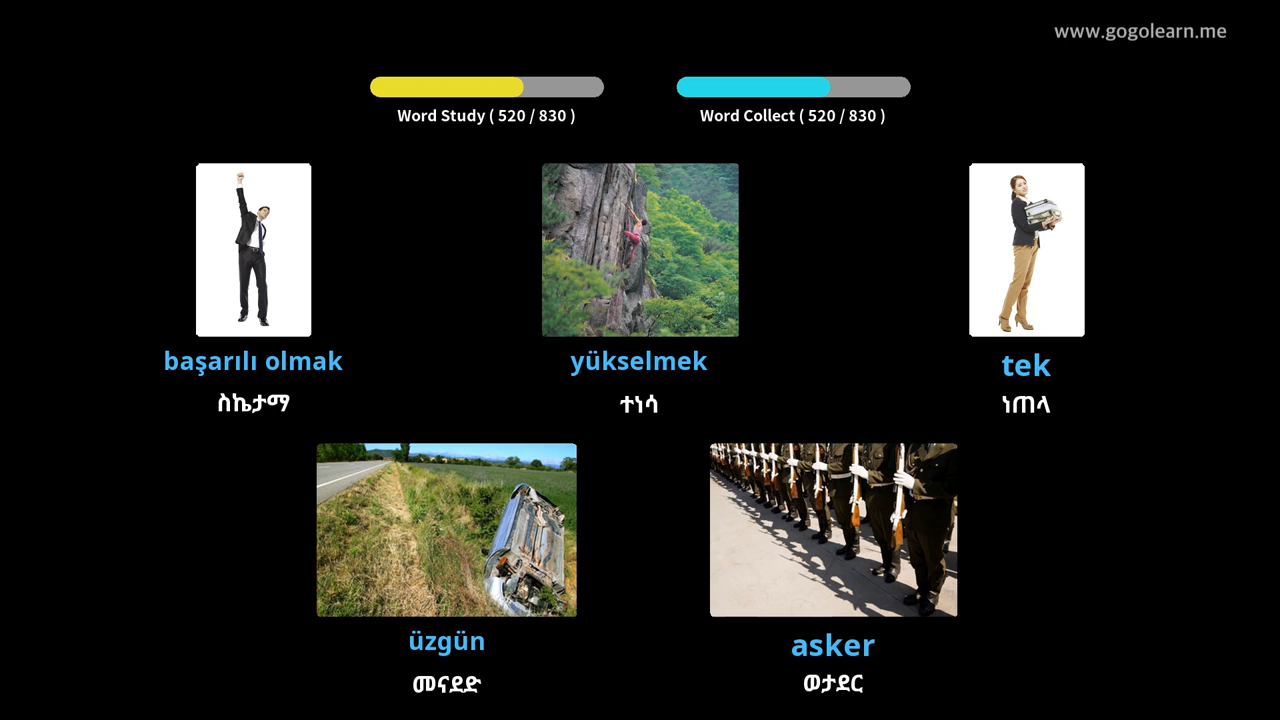 www.gogolearn.me
Word Study ( 520 / 830 )
Word Collect ( 520 / 830 )
başarılı olmak
ስኬታማ
yükselmek
ተነሳ
tek
ነጠላ
üzgün
መናደድ
asker
ወታደር